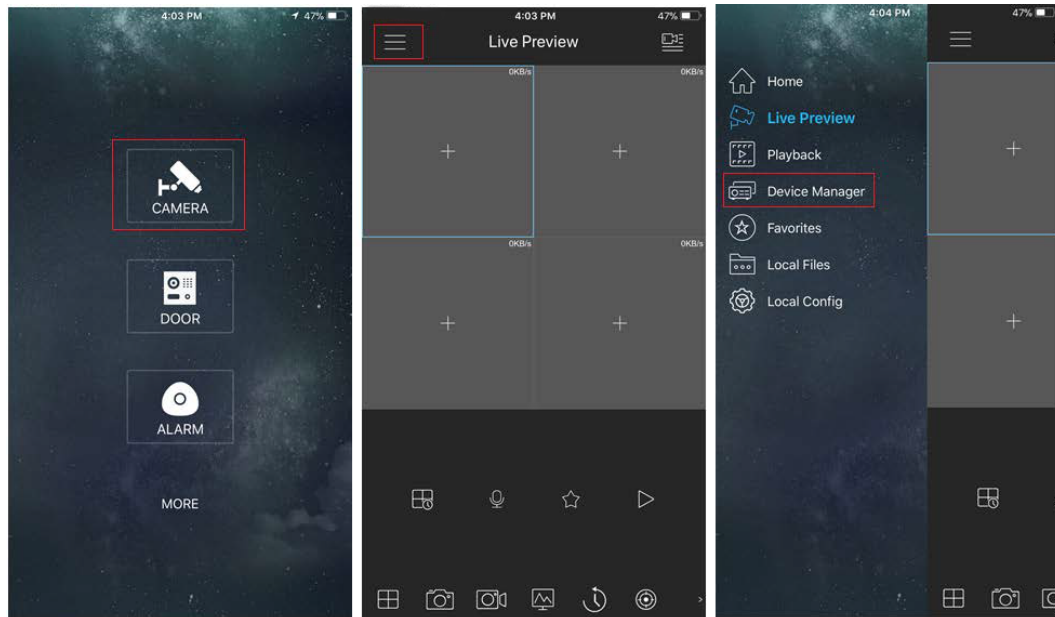 4:03 PM
47%
CAMERA
DOOR
ALARM
MORE
4:03 PM
47%
Live Preview
0KB/s
0KB/s
0KB/s
0KB/s
4:04 PM
47%
Home
Live Preview
Playback
Device Manager
Favorites
Local Files
Local Config